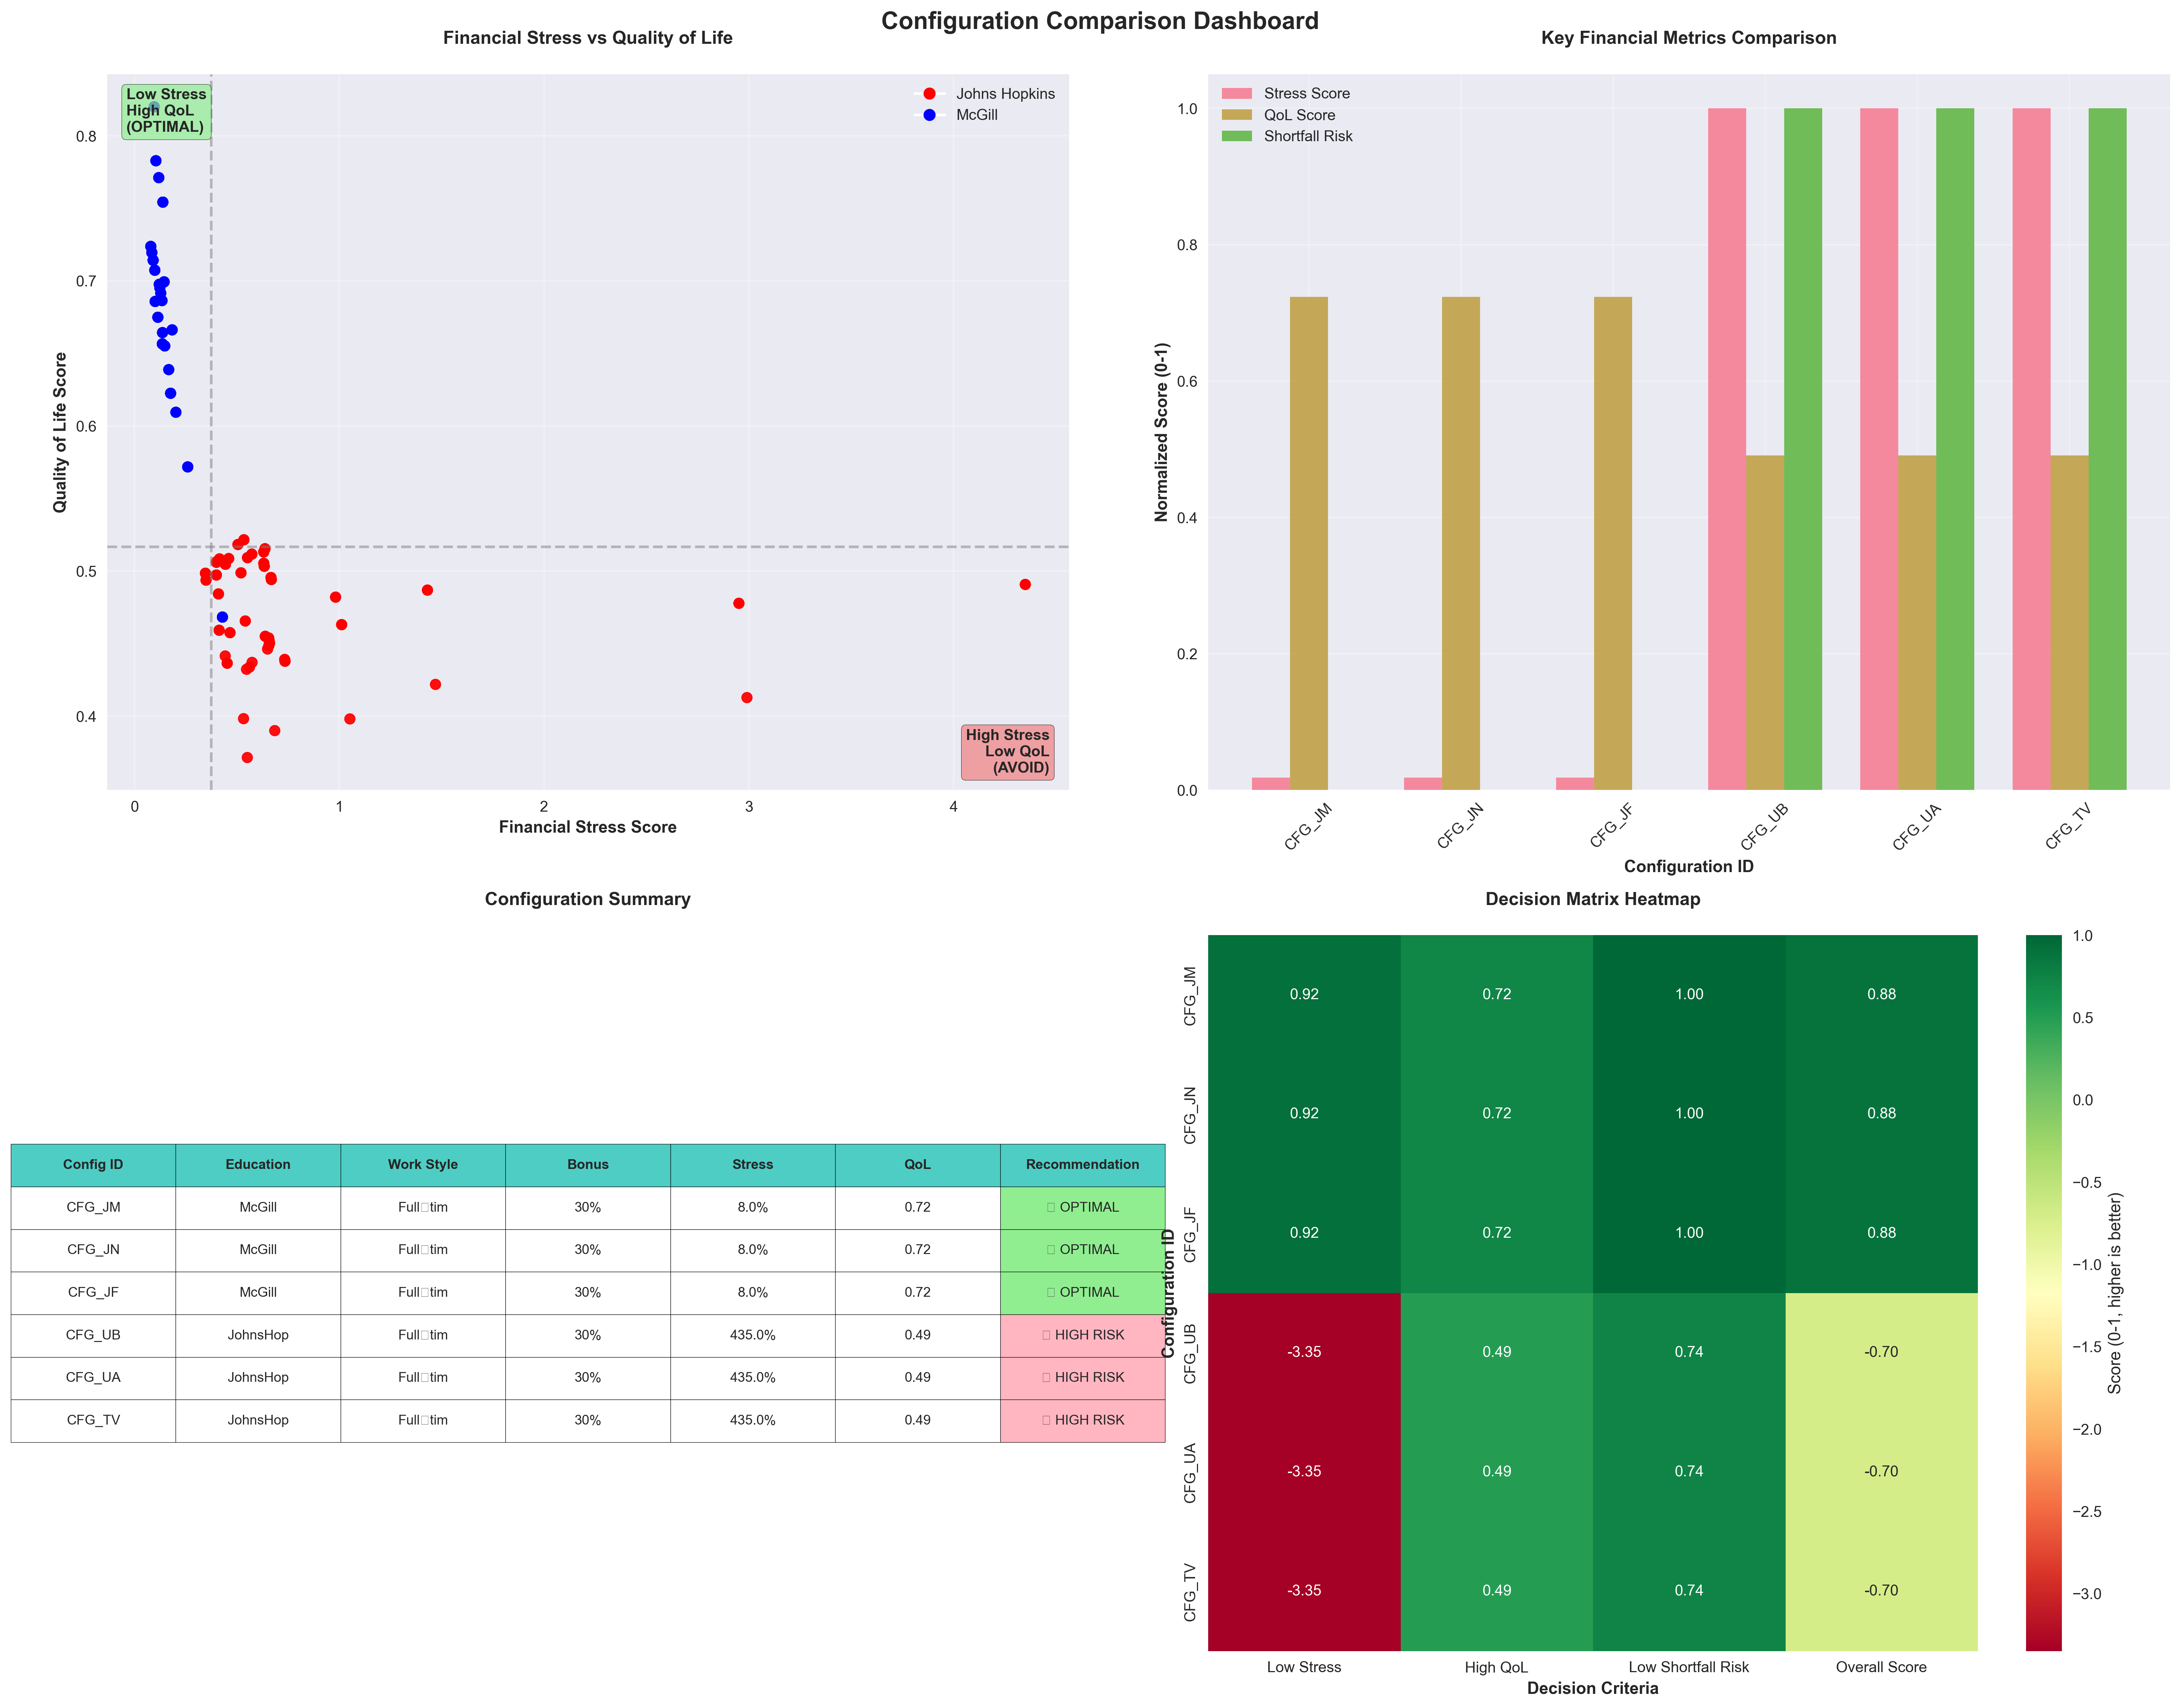 Configuration Comparison Dashboard
Financial Stress vs Quality of Life
Low Stress
High QoL
(OPTIMAL)
Johns Hopkins
McGill
0.8
0.7
0.6
0.5
0.4
Quality of Life Score
High Stress
Low QoL
(AVOID)
0 1 2 3 4
Financial Stress Score
Key Financial Metrics Comparison
Stress Score
QoL Score
Shortfall Risk
1.0
0.8
0.6
0.4
0.2
0.0
Normalized Score (0-1)
CFG_JM CFG_JN CFG_JF CFG_UB CFG_UA CFG_TV
Configuration ID
Configuration Summary
Config ID Education Work Style Bonus Stress QoL Recommendation
CFG_JM McGill Full□tim 30% 8.0% 0.72 □ OPTIMAL
CFG_JN McGill Full□tim 30% 8.0% 0.72 □ OPTIMAL
CFG_JF McGill Full□tim 30% 8.0% 0.72 □ OPTIMAL
CFG_UB JohnsHop Full□tim 30% 435.0% 0.49 □ HIGH RISK
CFG_UA JohnsHop Full□tim 30% 435.0% 0.49 □ HIGH RISK
CFG_TV JohnsHop Full□tim 30% 435.0% 0.49 □ HIGH RISK
Decision Matrix Heatmap
Configuration ID
CFG_JM 0.92 0.72 1.00 0.88
CFG_JN 0.92 0.72 1.00 0.88
CFG_JF 0.92 0.72 1.00 0.88
CFG_UB -3.35 0.49 0.74 -0.70
CFG_UA -3.35 0.49 0.74 -0.70
CFG_TV -3.35 0.49 0.74 -0.70
Low Stress High QoL Low Shortfall Risk Overall Score
Decision Criteria
1.0
0.5
0.0
−0.5
−1.0
−1.5
−2.0
−2.5
−3.0
Score (0-1, higher is better)